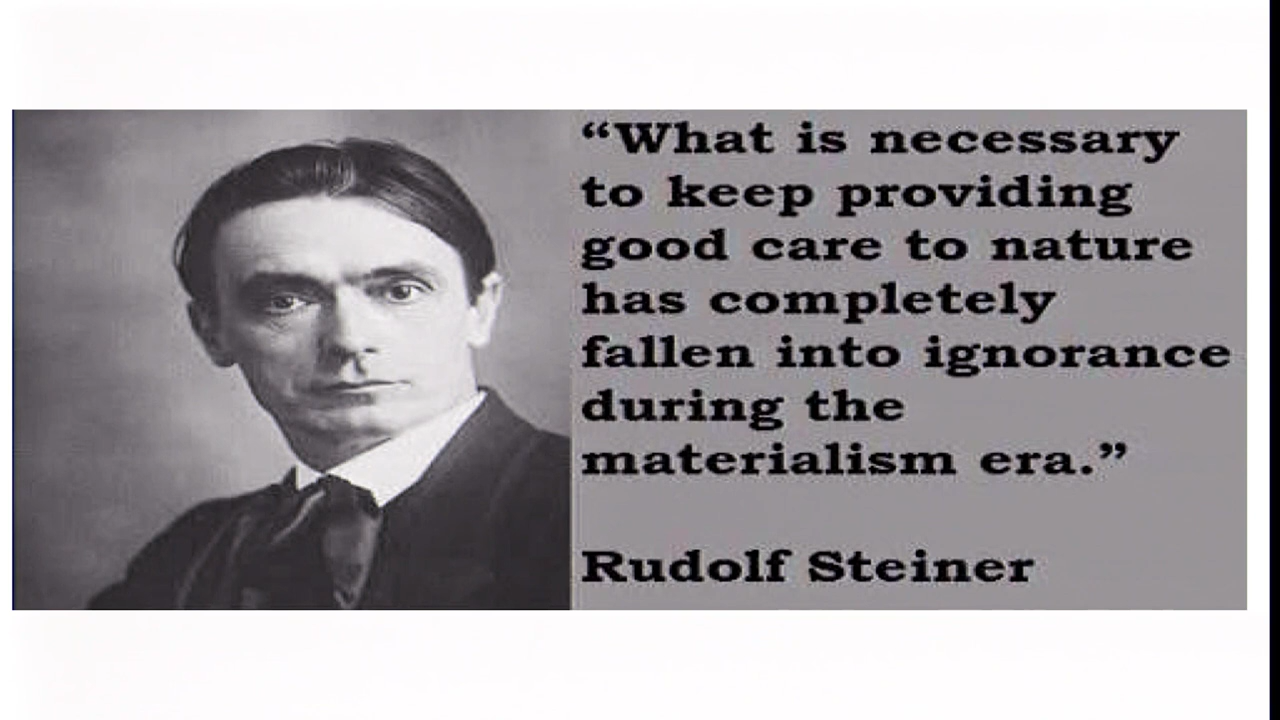 “What is necessary
to keep providing
good care to nature
has completely
fallen into ignorance
during the
materialism era.”
Rudolf Steiner